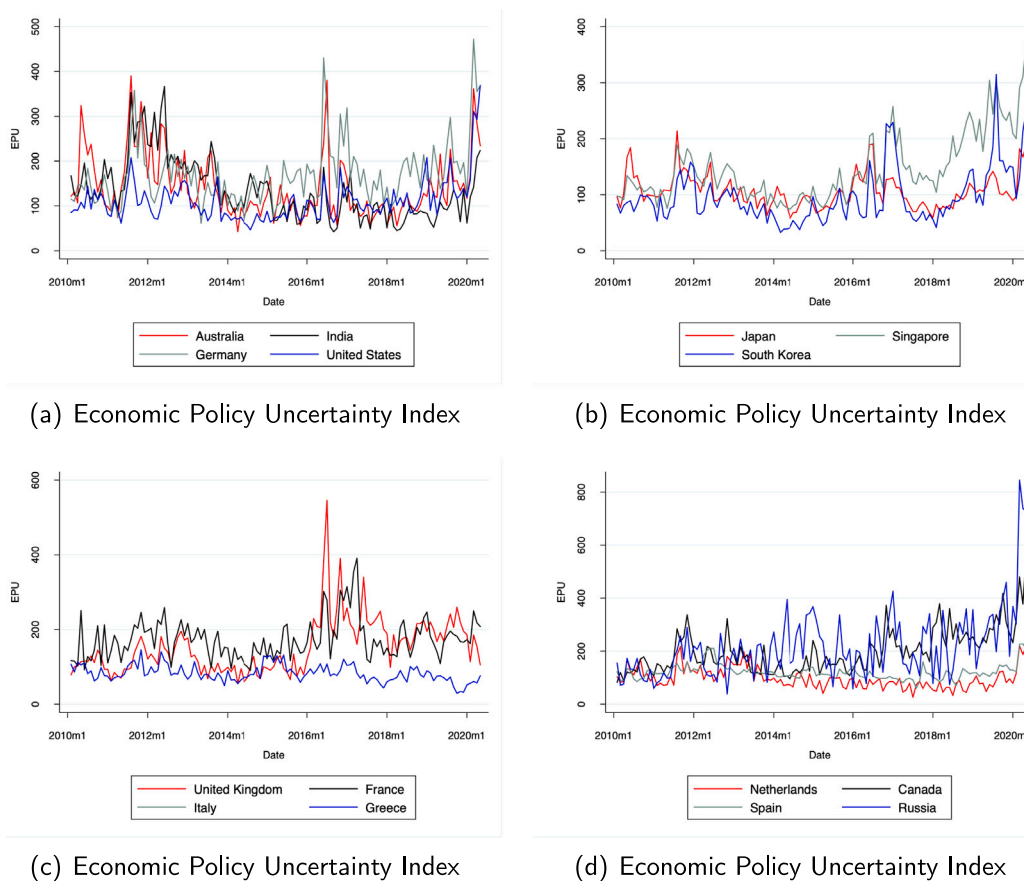 500
400
300
200
100
0
EPU
2010m1 2012m1 2014m1 2016m1 2018m1 2020m1
Date
Australia India
Germany United States
(a) Economic Policy Uncertainty Index
400
300
200
100
0
EPU
2010m1 2012m1 2014m1 2016m1 2018m1 2020m1
Date
Japan Singapore
South Korea
(b) Economic Policy Uncertainty Index
600
400
200
0
EPU
2010m1 2012m1 2014m1 2016m1 2018m1 2020m1
Date
United Kingdom France
Italy Greece
(c) Economic Policy Uncertainty Index
800
600
400
200
0
EPU
2010m1 2012m1 2014m1 2016m1 2018m1 2020m1
Date
Netherlands Canada
Spain Russia
(d) Economic Policy Uncertainty Index